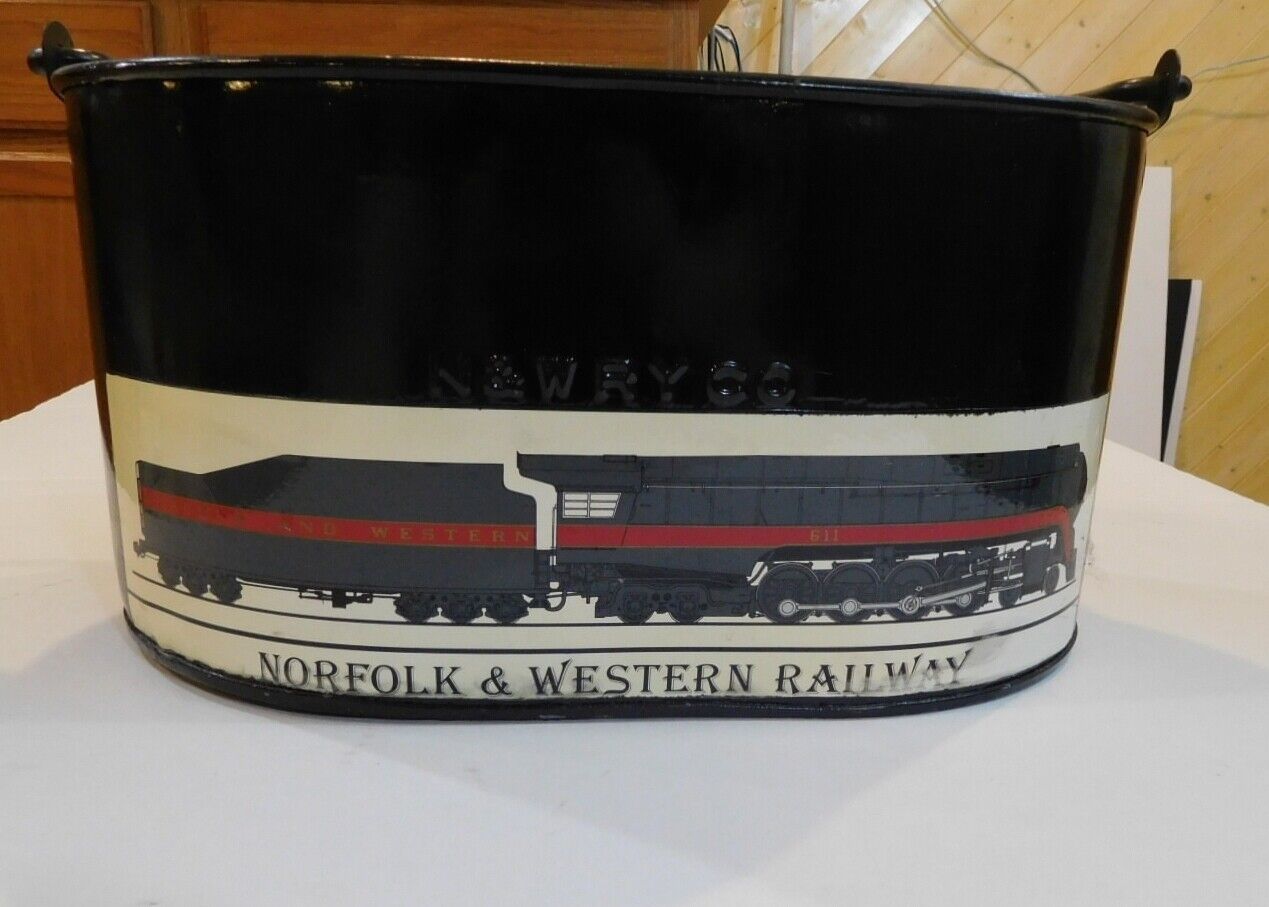 N&W RY CO
AND WESTERN
611
NORFOLK & WESTERN RAILWAY